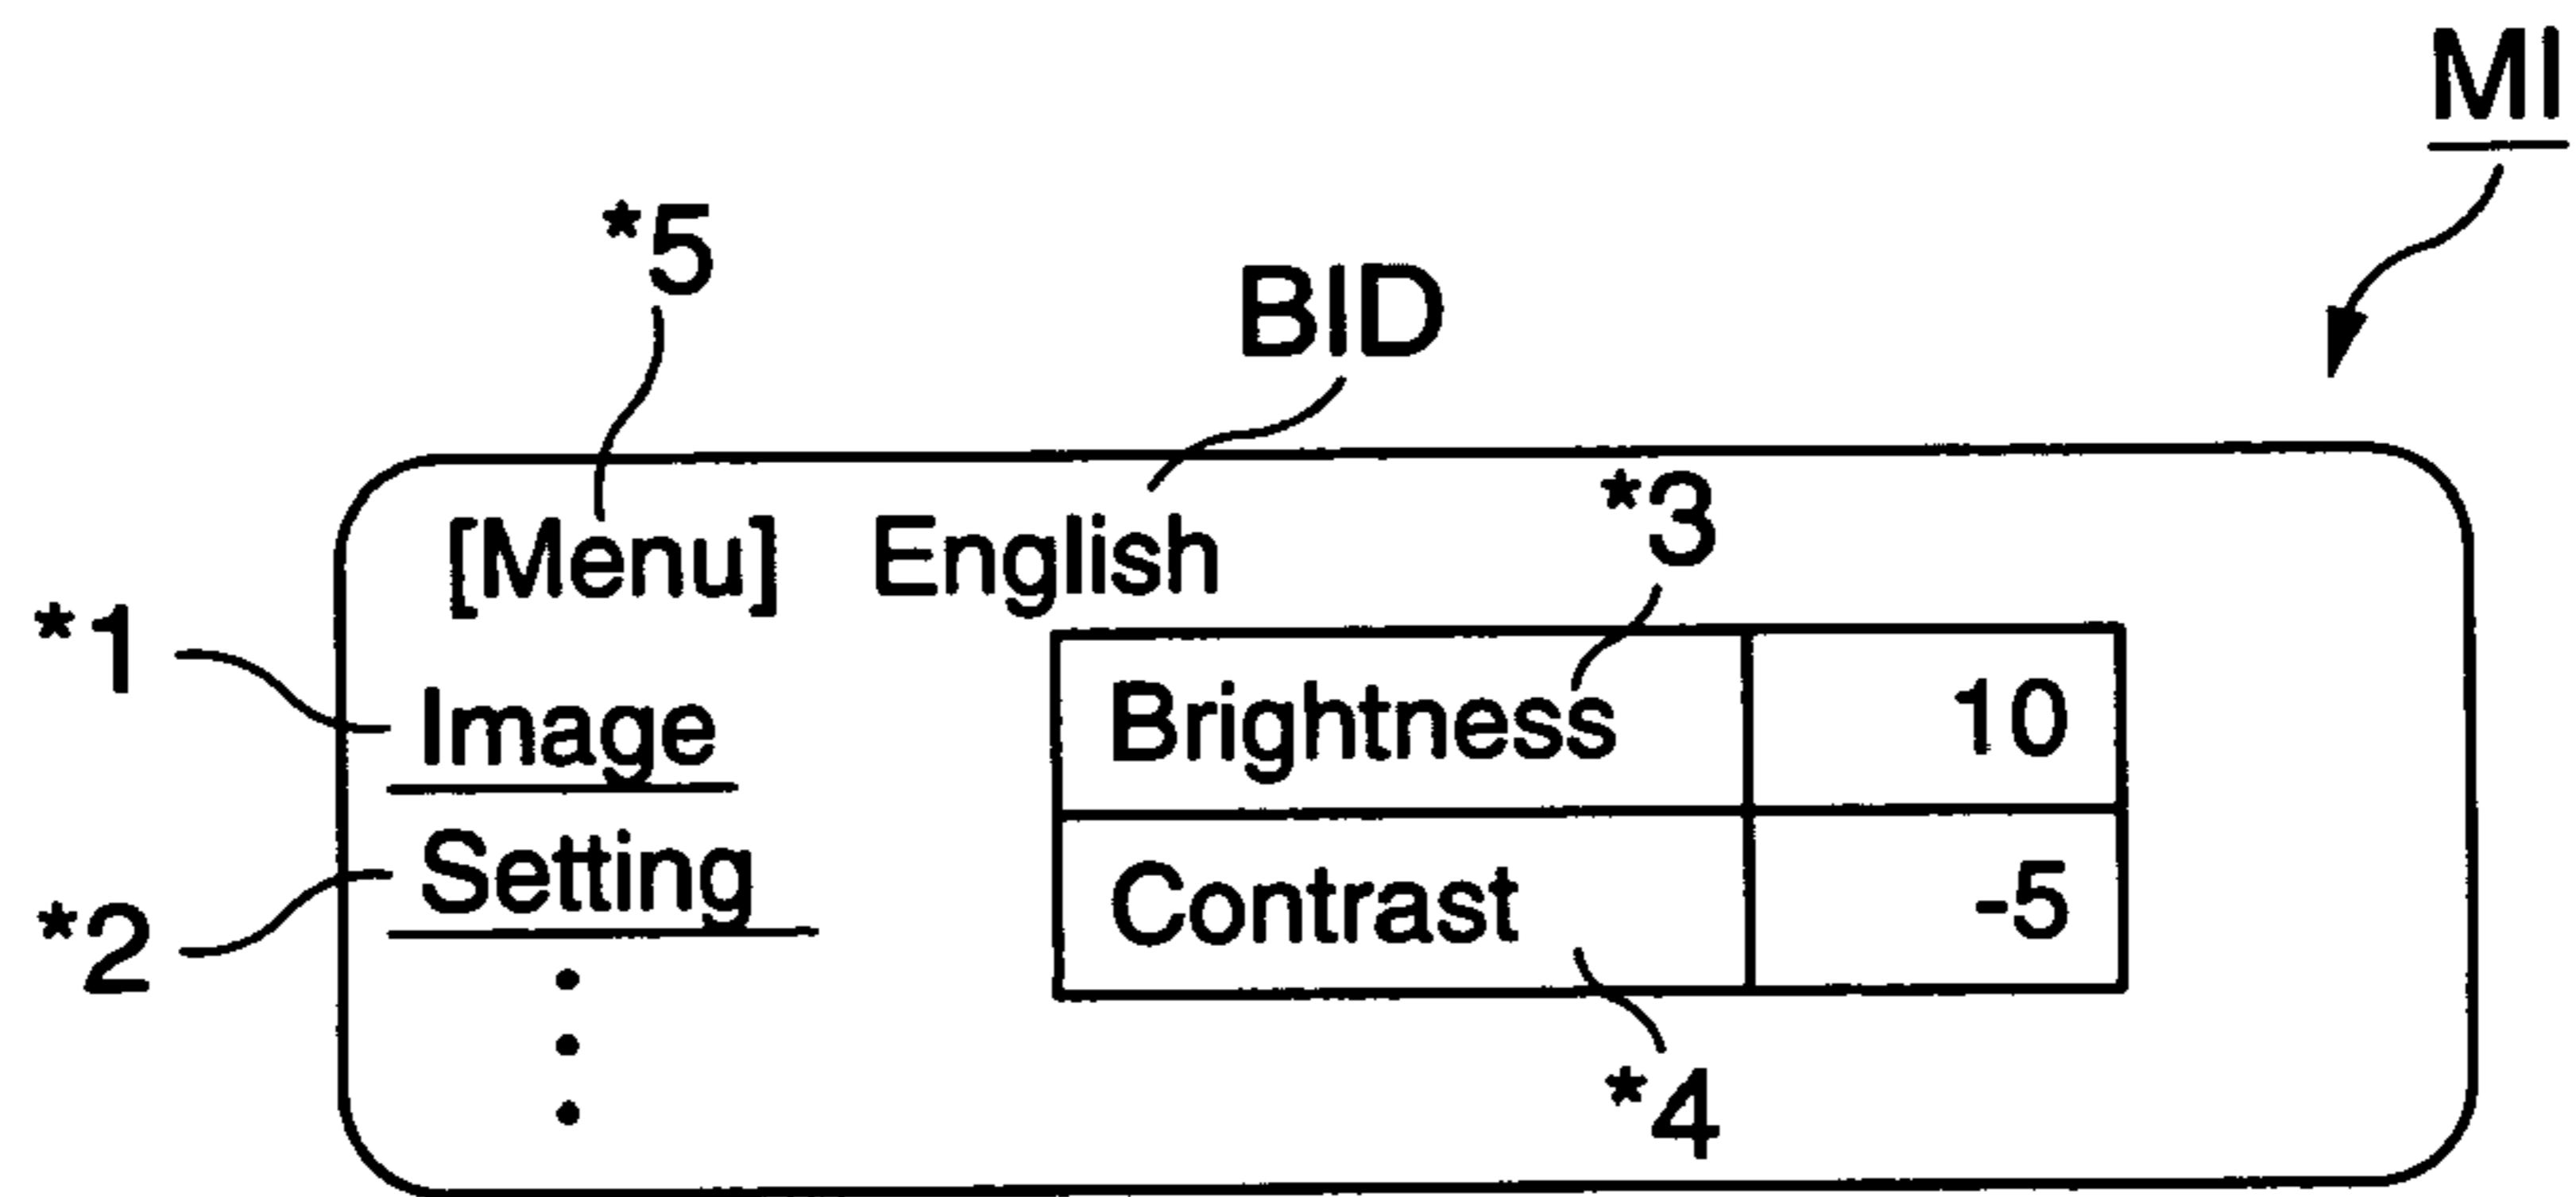 MI
*5
BID
[Menu] English
*3
*1
Image
Brightness 10
*2
Setting
Contrast -5
*4